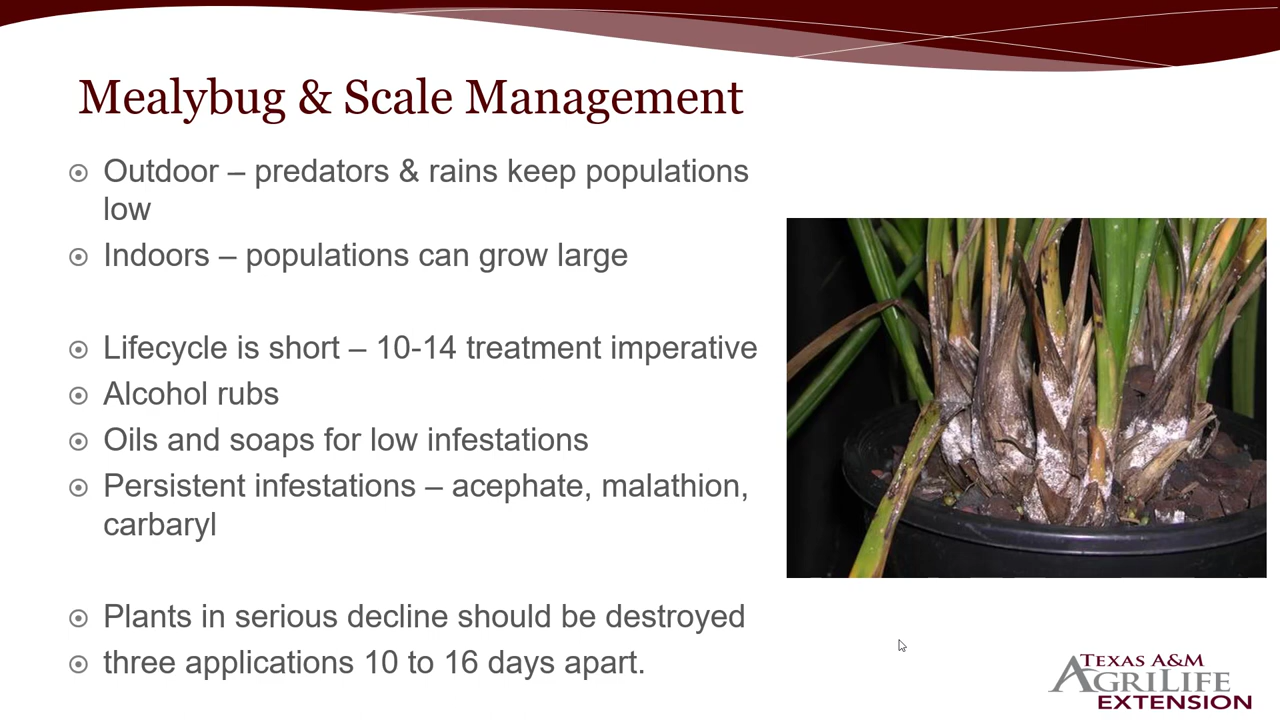 Mealybug & Scale Management
Outdoor – predators & rains keep populations
low
Indoors – populations can grow large
Lifecycle is short – 10-14 treatment imperative
Alcohol rubs
Oils and soaps for low infestations
Persistent infestations – acephate, malathion,
carbaryl
Plants in serious decline should be destroyed
three applications 10 to 16 days apart.
TEXAS A&M
AGRILIFE
EXTENSION